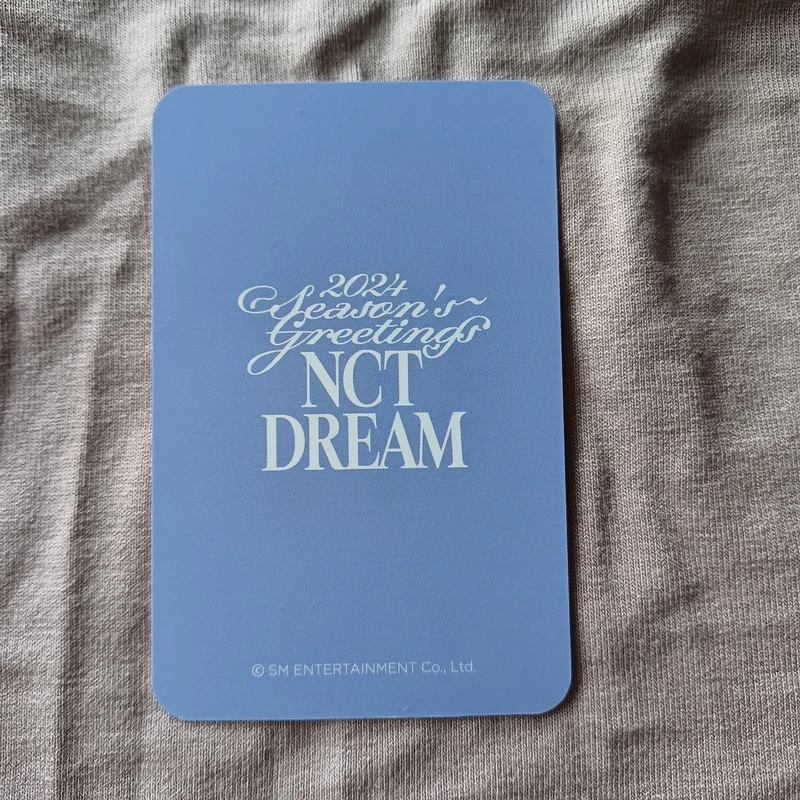 2024
Season's
Greetings
NCT
DREAM
© SM ENTERTAINMENT Co., Ltd.